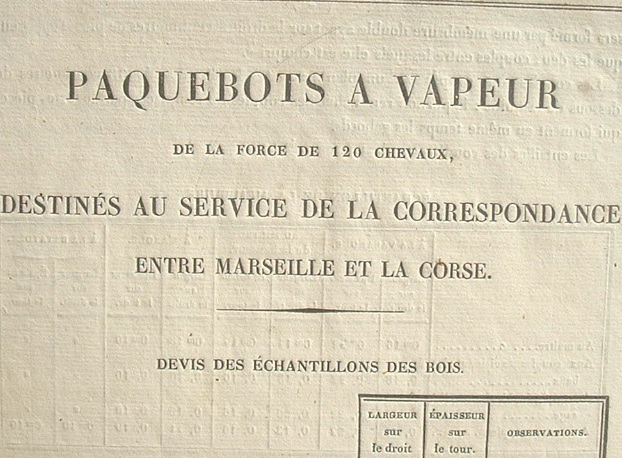 PAQUEBOTS A VAPEUR
DE LA FORCE DE 120 CHEVAUX,
DESTINÉS AU SERVICE DE LA CORRESPONDANCE
ENTRE MARSEILLE ET LA CORSE.
DEVIS DES ÉCHANTILLONS DES BOIS.
LARGEUR
sur
le droit
ÉPAISSEUR
sur
le tour.
OBSERVATIONS.